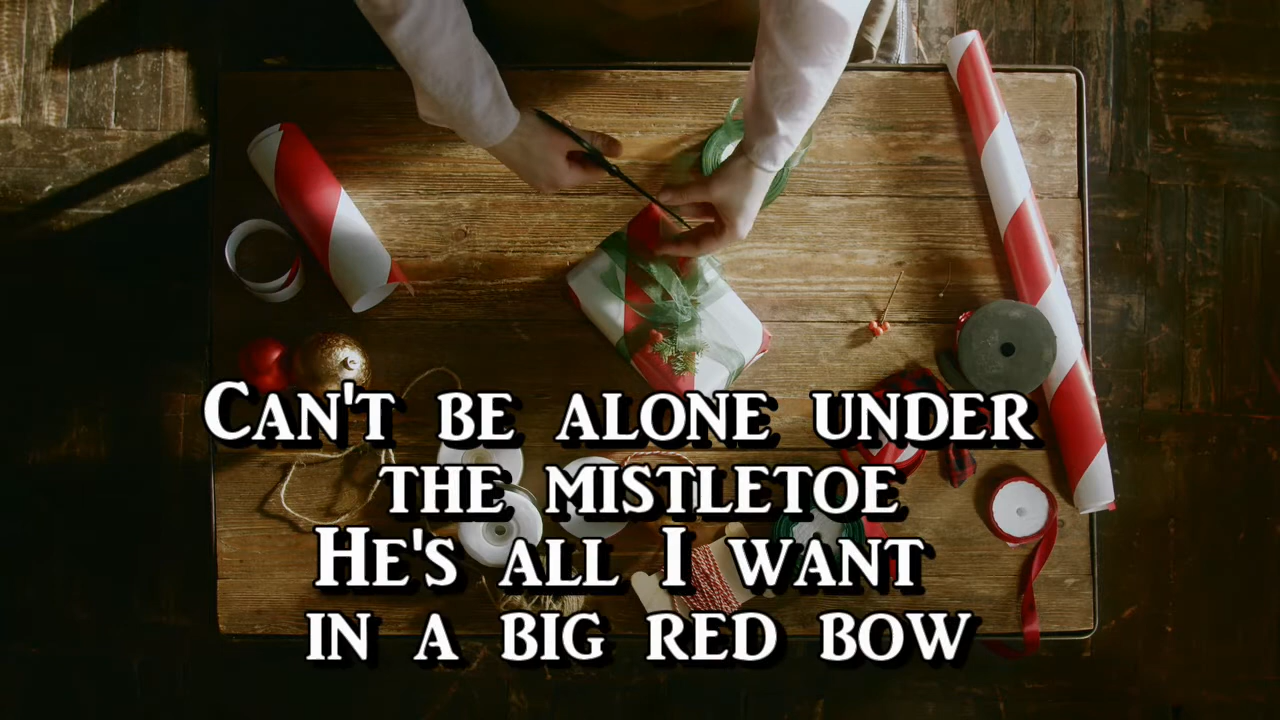 Can't be alone under
the mistletoe
He's all I want
in a big red bow